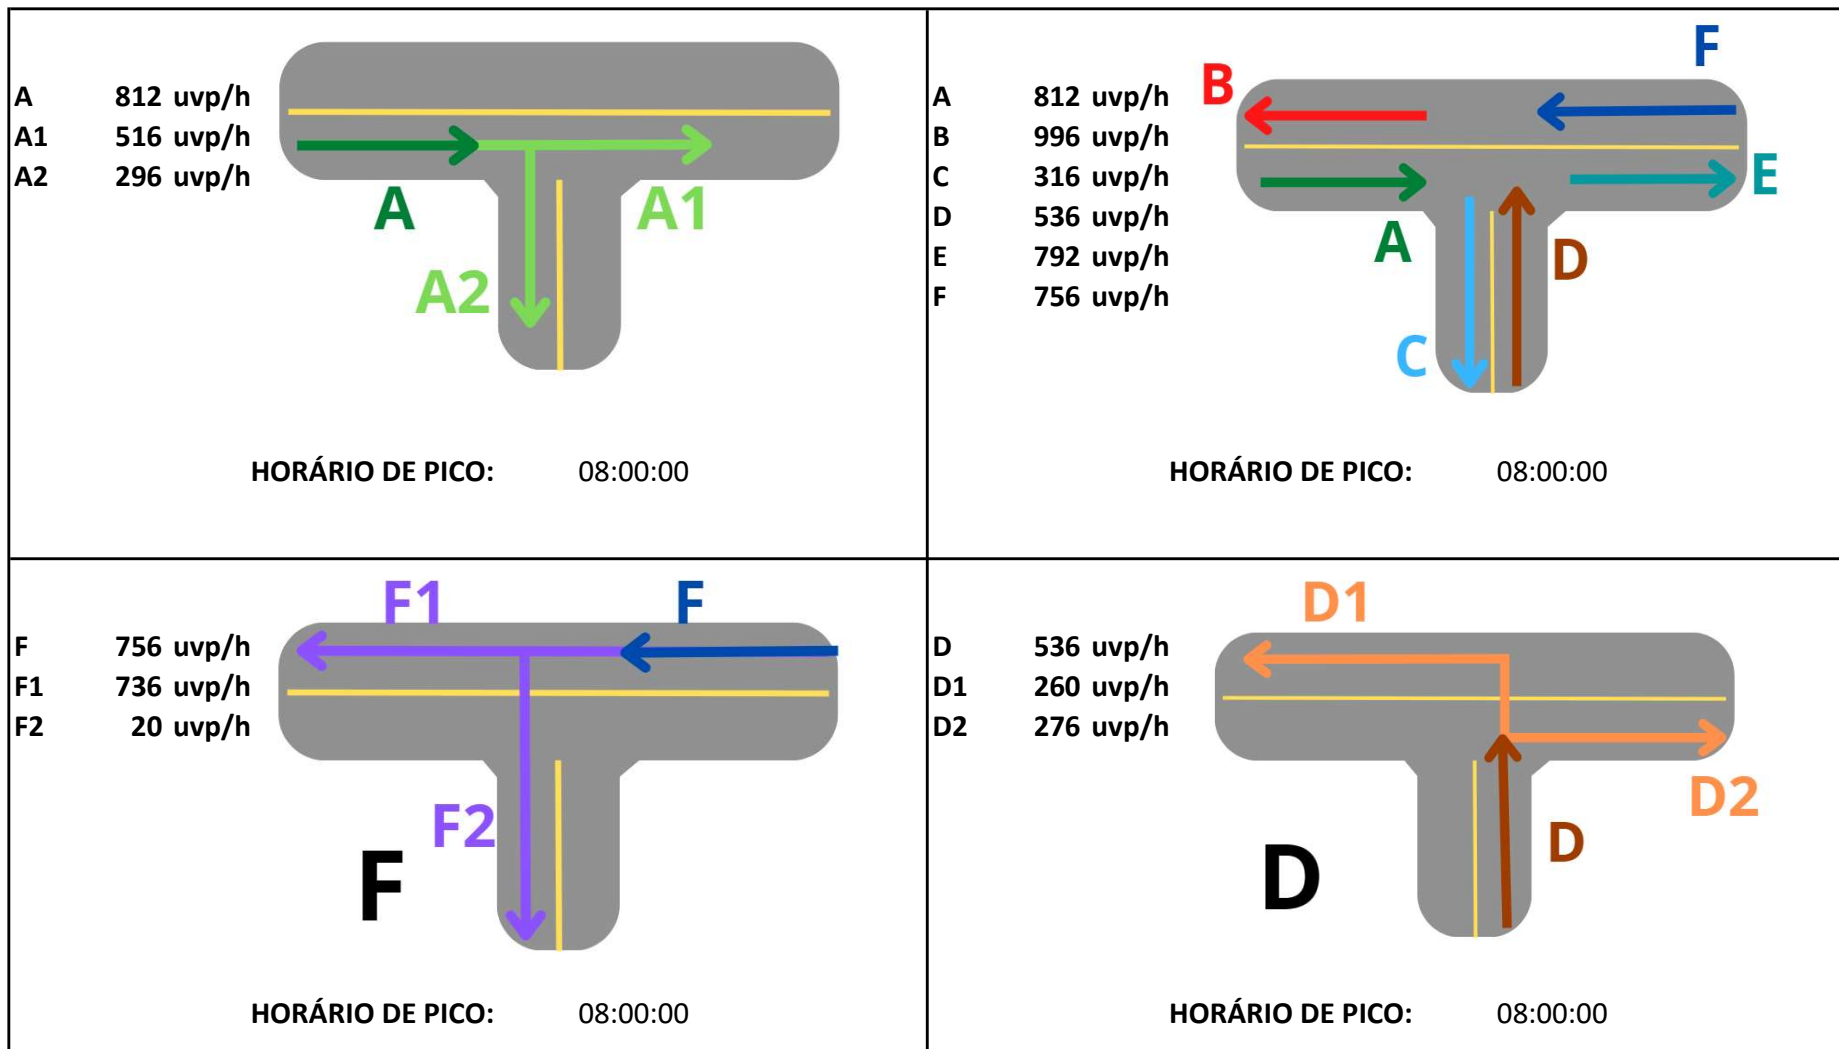 A 812 uvp/h
A1 516 uvp/h
A2 296 uvp/h
A
A1
A2
HORÁRIO DE PICO: 08:00:00
A 812 uvp/h
B 996 uvp/h
C 316 uvp/h
D 536 uvp/h
E 792 uvp/h
F 756 uvp/h
F
B
E
A
D
C
HORÁRIO DE PICO: 08:00:00
F 756 uvp/h
F1 736 uvp/h
F2 20 uvp/h
F1 F
F2
F
HORÁRIO DE PICO: 08:00:00
D 536 uvp/h
D1 260 uvp/h
D2 276 uvp/h
D1
D2
D
D
HORÁRIO DE PICO: 08:00:00